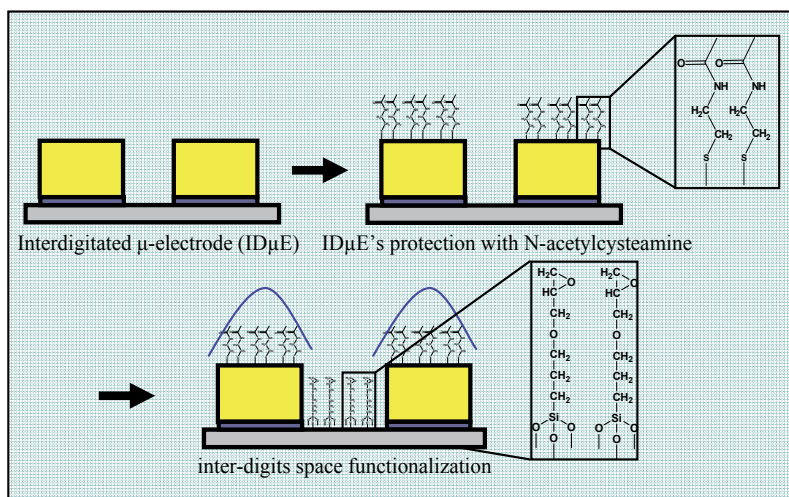 O O
NH NH
H₂C H₂C
CH₂ CH₂
S S
Interdigitated μ-electrode (IDμE)
IDμE's protection with N-acetylcysteamine
H₂C H₂C
O O
HC HC
CH₂ CH₂
O O
CH₂ CH₂
CH₂ CH₂
CH₂ CH₂
Si Si
O O O O
O O
inter-digits space functionalization